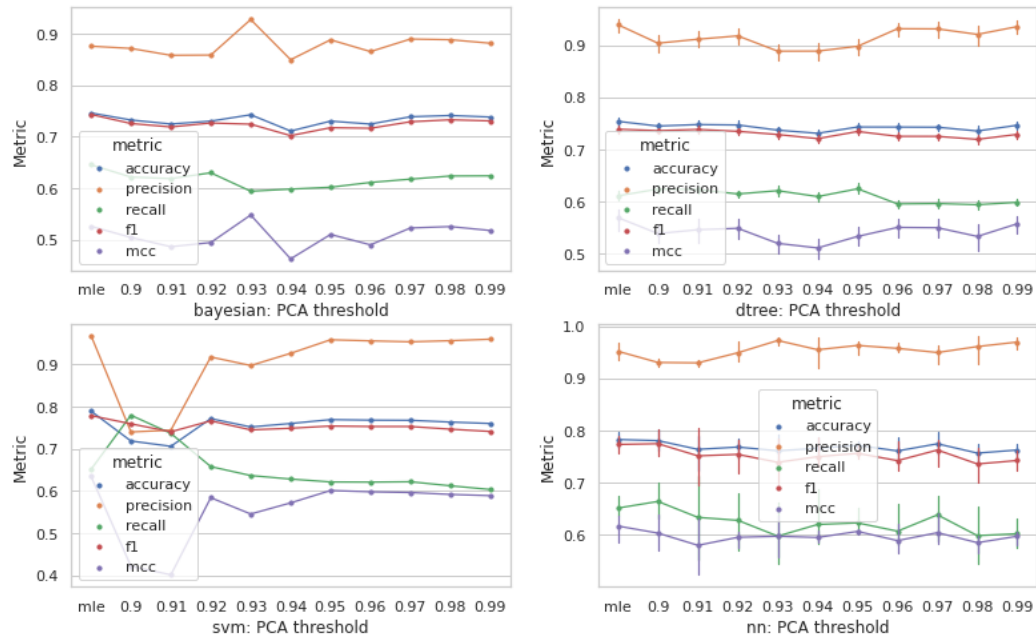 0.9
0.8
0.7
0.6
0.5
Metric
metric
accuracy
precision
recall
f1
mcc
mle 0.9 0.91 0.92 0.93 0.94 0.95 0.96 0.97 0.98 0.99
bayesian: PCA threshold
0.9
0.8
0.7
0.6
0.5
Metric
metric
accuracy
precision
recall
f1
mcc
mle 0.9 0.91 0.92 0.93 0.94 0.95 0.96 0.97 0.98 0.99
dtree: PCA threshold
0.9
0.8
0.7
0.6
0.5
0.4
Metric
metric
accuracy
precision
recall
f1
mcc
mle 0.9 0.91 0.92 0.93 0.94 0.95 0.96 0.97 0.98 0.99
svm: PCA threshold
1.0
0.9
0.8
0.7
0.6
Metric
metric
accuracy
precision
recall
f1
mcc
mle 0.9 0.91 0.92 0.93 0.94 0.95 0.96 0.97 0.98 0.99
nn: PCA threshold